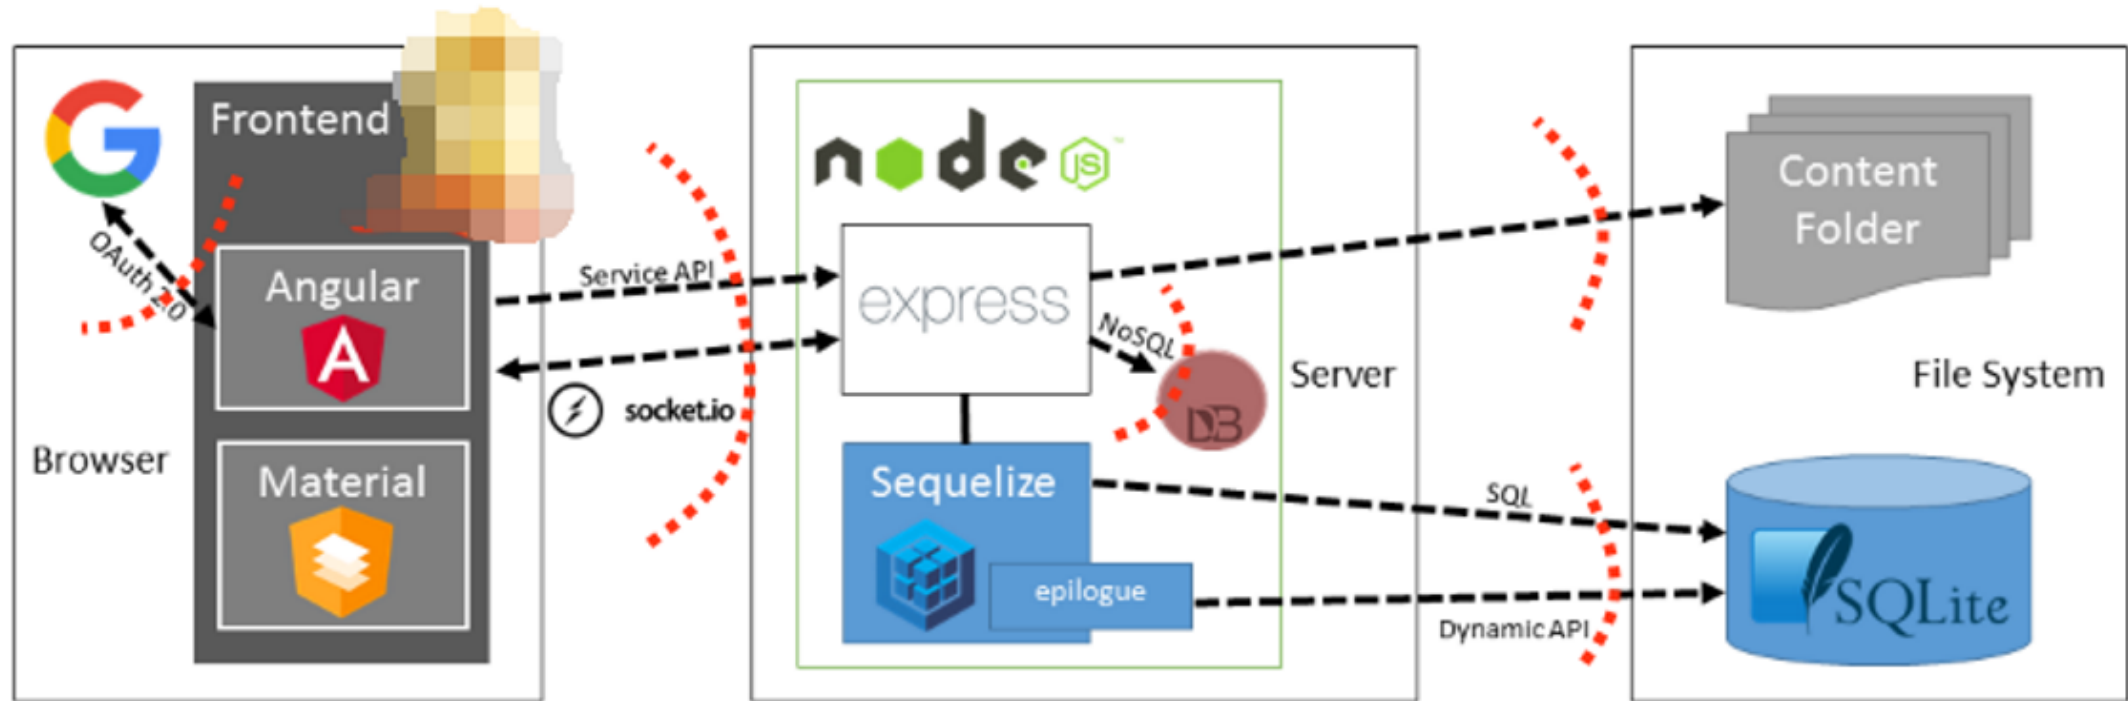 Frontend
OAuth 2.0
Angular
Browser
Material
Service API
socket.io
node
JS
express
NoSQL
DB
Server
Sequelize
epilogue
SQL
Dynamic API
Content
Folder
File System
SQLite